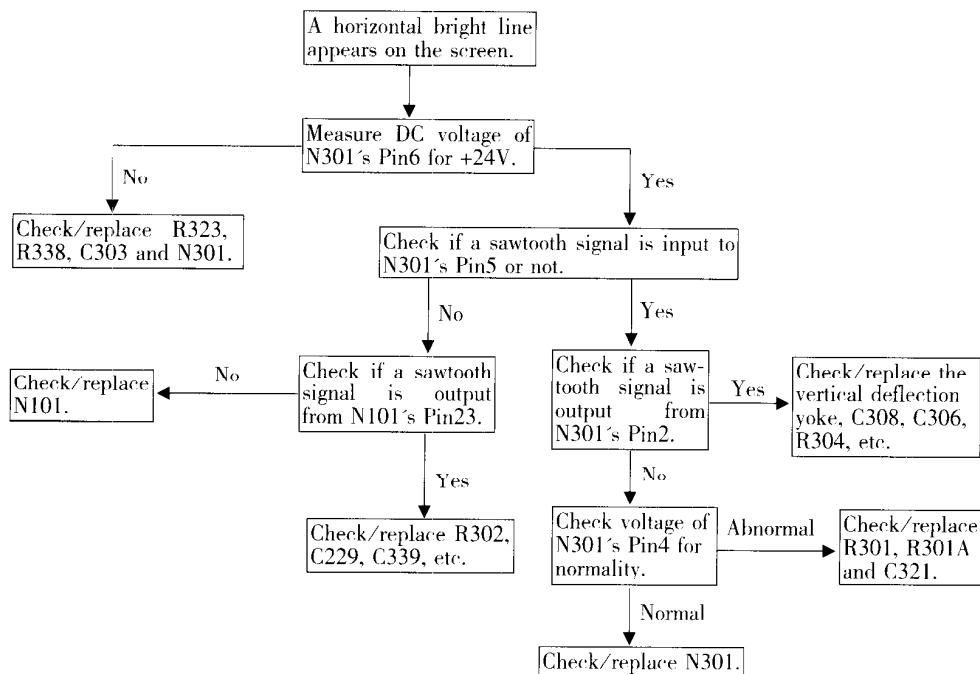 A horizontal bright line
appears on the screen.
Measure DC voltage of
N301´s Pin6 for +24V.
No
Yes
Check/replace R323,
R338, C303 and N301.
Check if a sawtooth signal is input to
N301´s Pin5 or not.
No
Yes
Check/replace
N101.
No
Check if a sawtooth
signal is output
from N101´s Pin23.
Check if a saw-
tooth signal is
output from
N301´s Pin2.
Yes
Check/replace the
vertical deflection
yoke, C308, C306,
R304, etc.
Yes
No
Check/replace R302,
C229, C339, etc.
Check voltage of
N301´s Pin4 for
normality.
Abnormal
Check/replace
R301, R301A
and C321.
Normal
Check/replace N301.